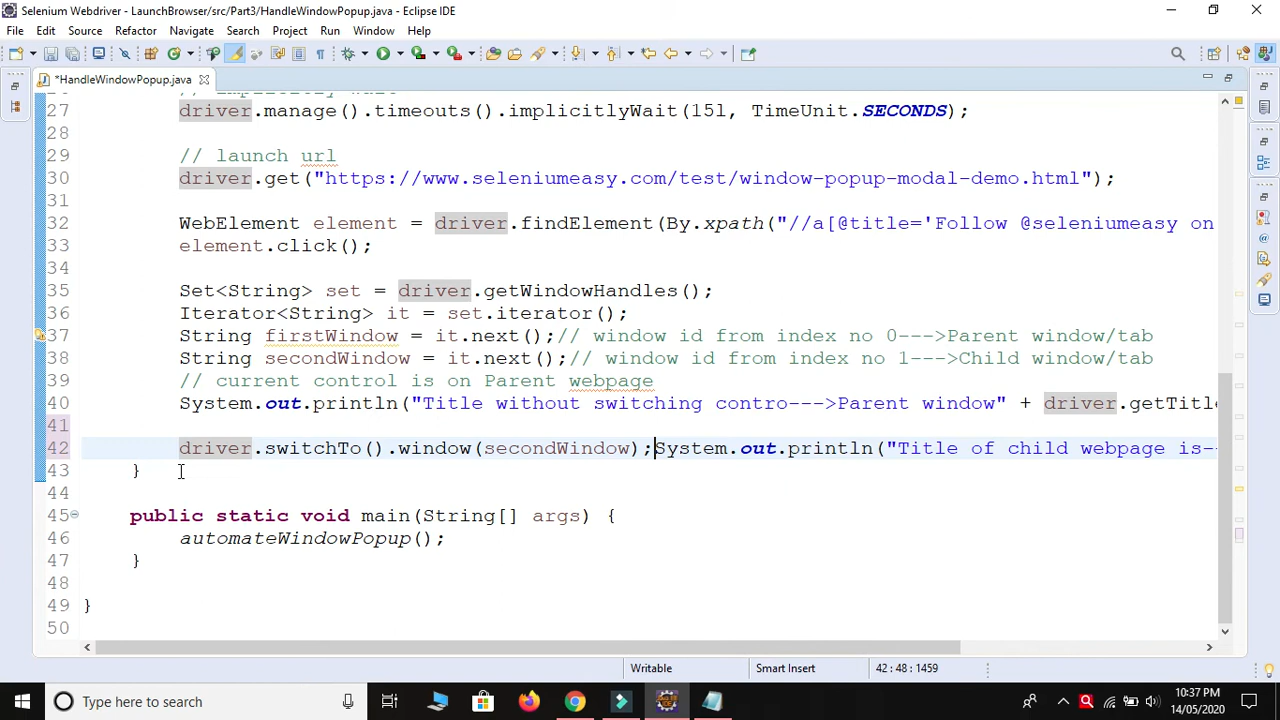 Selenium Webdriver - LaunchBrowser/src/Part3/HandleWindowPopup.java - Eclipse IDE
File Edit Source Refactor Navigate Search Project Run Window Help
*HandleWindowPopup.java
27 driver.manage().timeouts().implicitlyWait(15l, TimeUnit.SECONDS);
28
29 // launch url
30 driver.get("https://www.seleniumeasy.com/test/window-popup-modal-demo.html");
31
32 WebElement element = driver.findElement(By.xpath("//a[@title='Follow @seleniumeasy on
33 element.click();
34
35 Set<String> set = driver.getWindowHandles();
36 Iterator<String> it = set.iterator();
37 String firstWindow = it.next();// window id from index no 0--->Parent window/tab
38 String secondWindow = it.next();// window id from index no 1--->Child window/tab
39 // current control is on Parent webpage
40 System.out.println("Title without switching contro--->Parent window" + driver.getTitle
41
42 driver.switchTo().window(secondWindow);System.out.println("Title of child webpage is--
43 }
44
45 public static void main(String[] args) {
46 automateWindowPopup();
47 }
48
49 }
50
Writable Smart Insert 42 : 48 : 1459
Type here to search
10:37 PM
14/05/2020